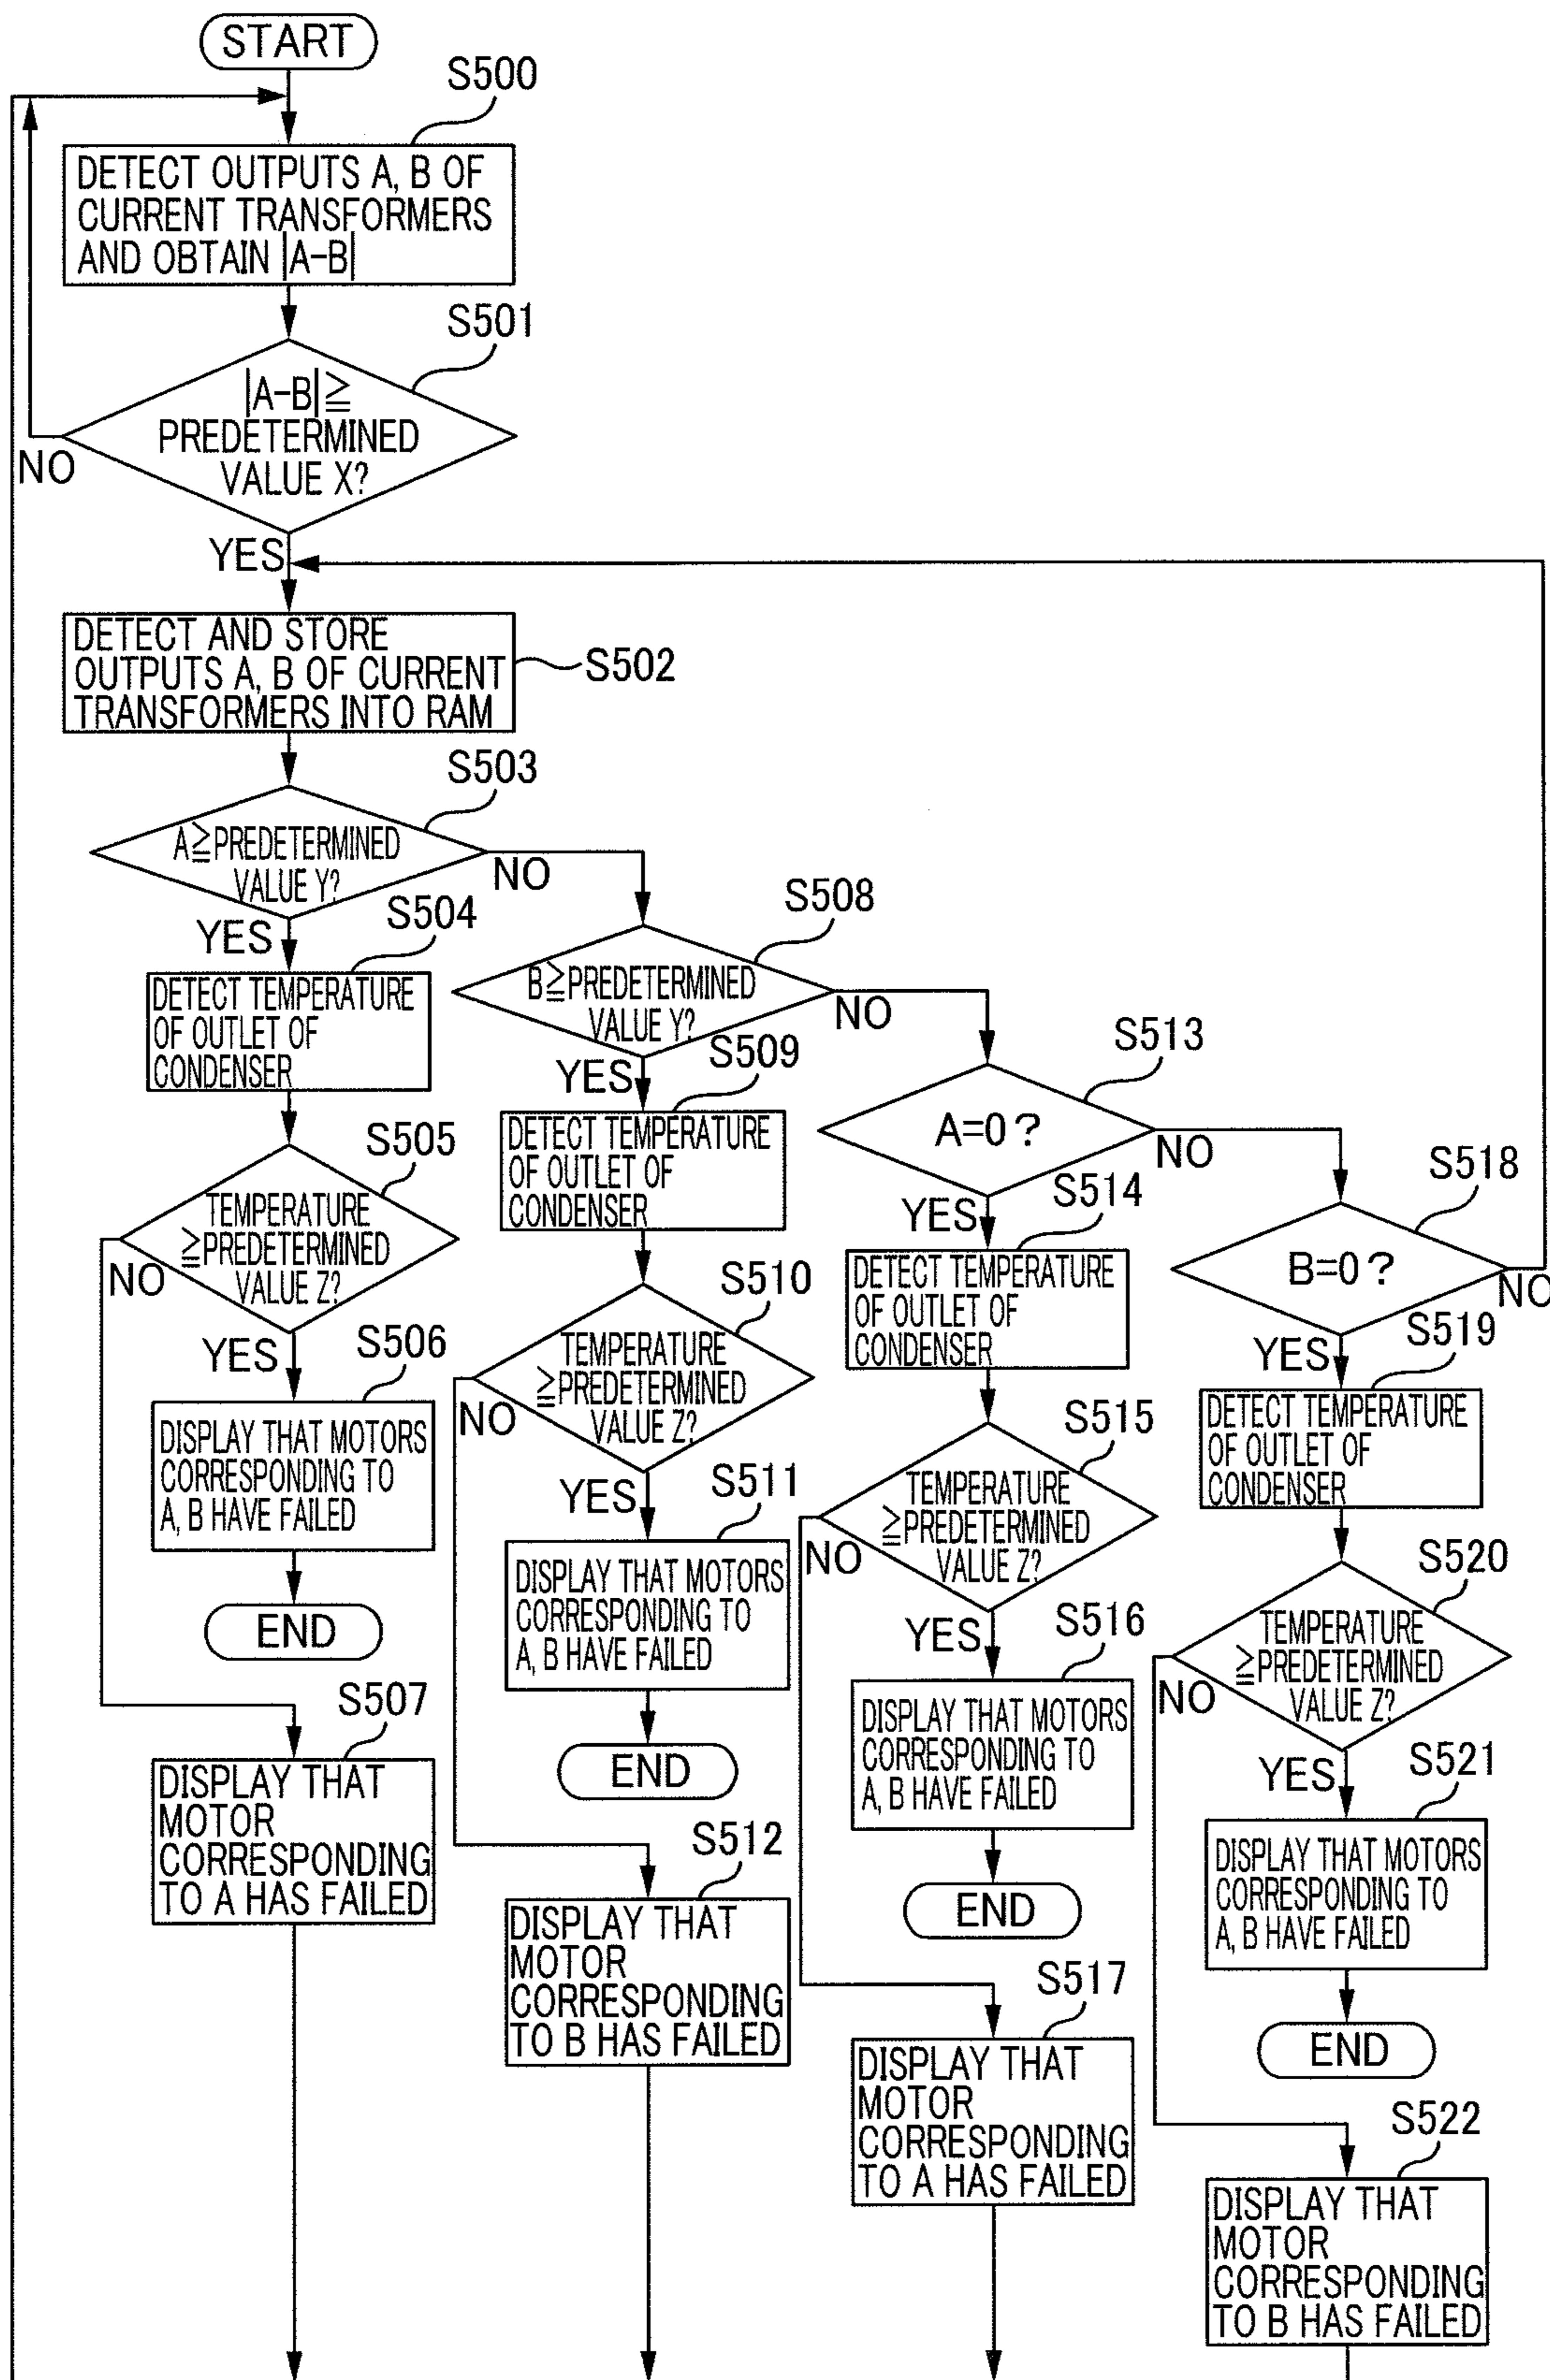 START
S500
DETECT OUTPUTS A, B OF
CURRENT TRANSFORMERS
AND OBTAIN |A-B|
S501
|A-B|≧
PREDETERMINED
VALUE X?
NO
YES
DETECT AND STORE
OUTPUTS A, B OF CURRENT
TRANSFORMERS INTO RAM
S502
S503
A≧PREDETERMINED
VALUE Y?
NO
YES
S504
DETECT TEMPERATURE
OF OUTLET OF
CONDENSER
S505
TEMPERATURE
≧PREDETERMINED
VALUE Z?
NO
YES
S506
DISPLAY THAT MOTORS
CORRESPONDING TO
A, B HAVE FAILED
END
S507
DISPLAY THAT
MOTOR
CORRESPONDING
TO A HAS FAILED
S508
B≧PREDETERMINED
VALUE Y?
NO
YES
S509
DETECT TEMPERATURE
OF OUTLET OF
CONDENSER
S510
TEMPERATURE
≧PREDETERMINED
VALUE Z?
NO
YES
S511
DISPLAY THAT MOTORS
CORRESPONDING TO
A, B HAVE FAILED
END
S512
DISPLAY THAT
MOTOR
CORRESPONDING
TO B HAS FAILED
S513
A=0?
NO
YES
S514
DETECT TEMPERATURE
OF OUTLET OF
CONDENSER
S515
TEMPERATURE
≧PREDETERMINED
VALUE Z?
NO
YES
S516
DISPLAY THAT MOTORS
CORRESPONDING TO
A, B HAVE FAILED
END
S517
DISPLAY THAT
MOTOR
CORRESPONDING
TO A HAS FAILED
S518
B=0?
NO
YES
S519
DETECT TEMPERATURE
OF OUTLET OF
CONDENSER
S520
TEMPERATURE
≧PREDETERMINED
VALUE Z?
NO
YES
S521
DISPLAY THAT MOTORS
CORRESPONDING TO
A, B HAVE FAILED
END
S522
DISPLAY THAT
MOTOR
CORRESPONDING
TO B HAS FAILED